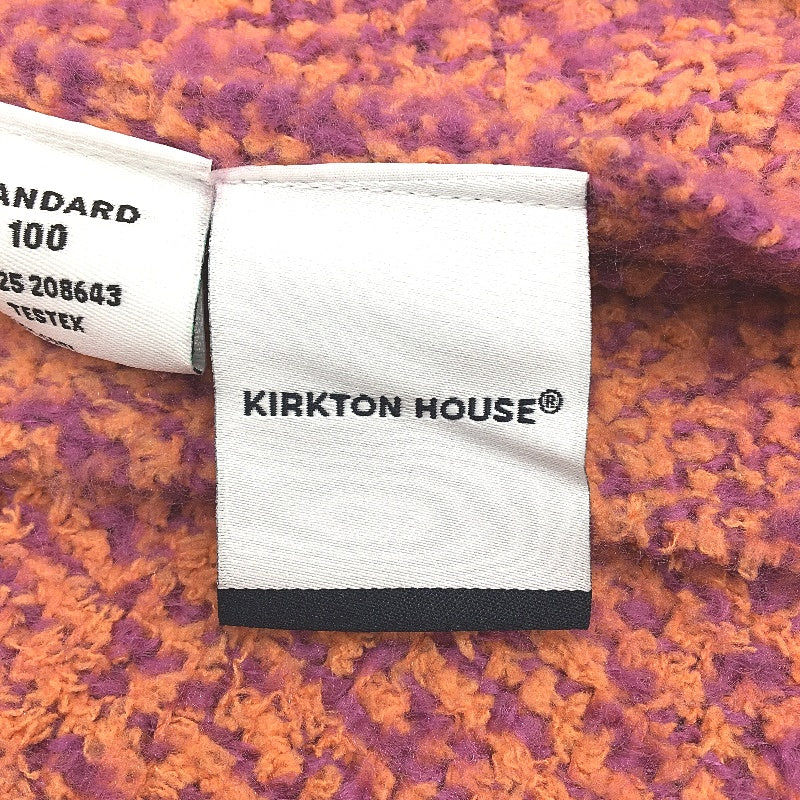 ANDARD
100
25 208643
TESTEX
KIRKTON HOUSE®